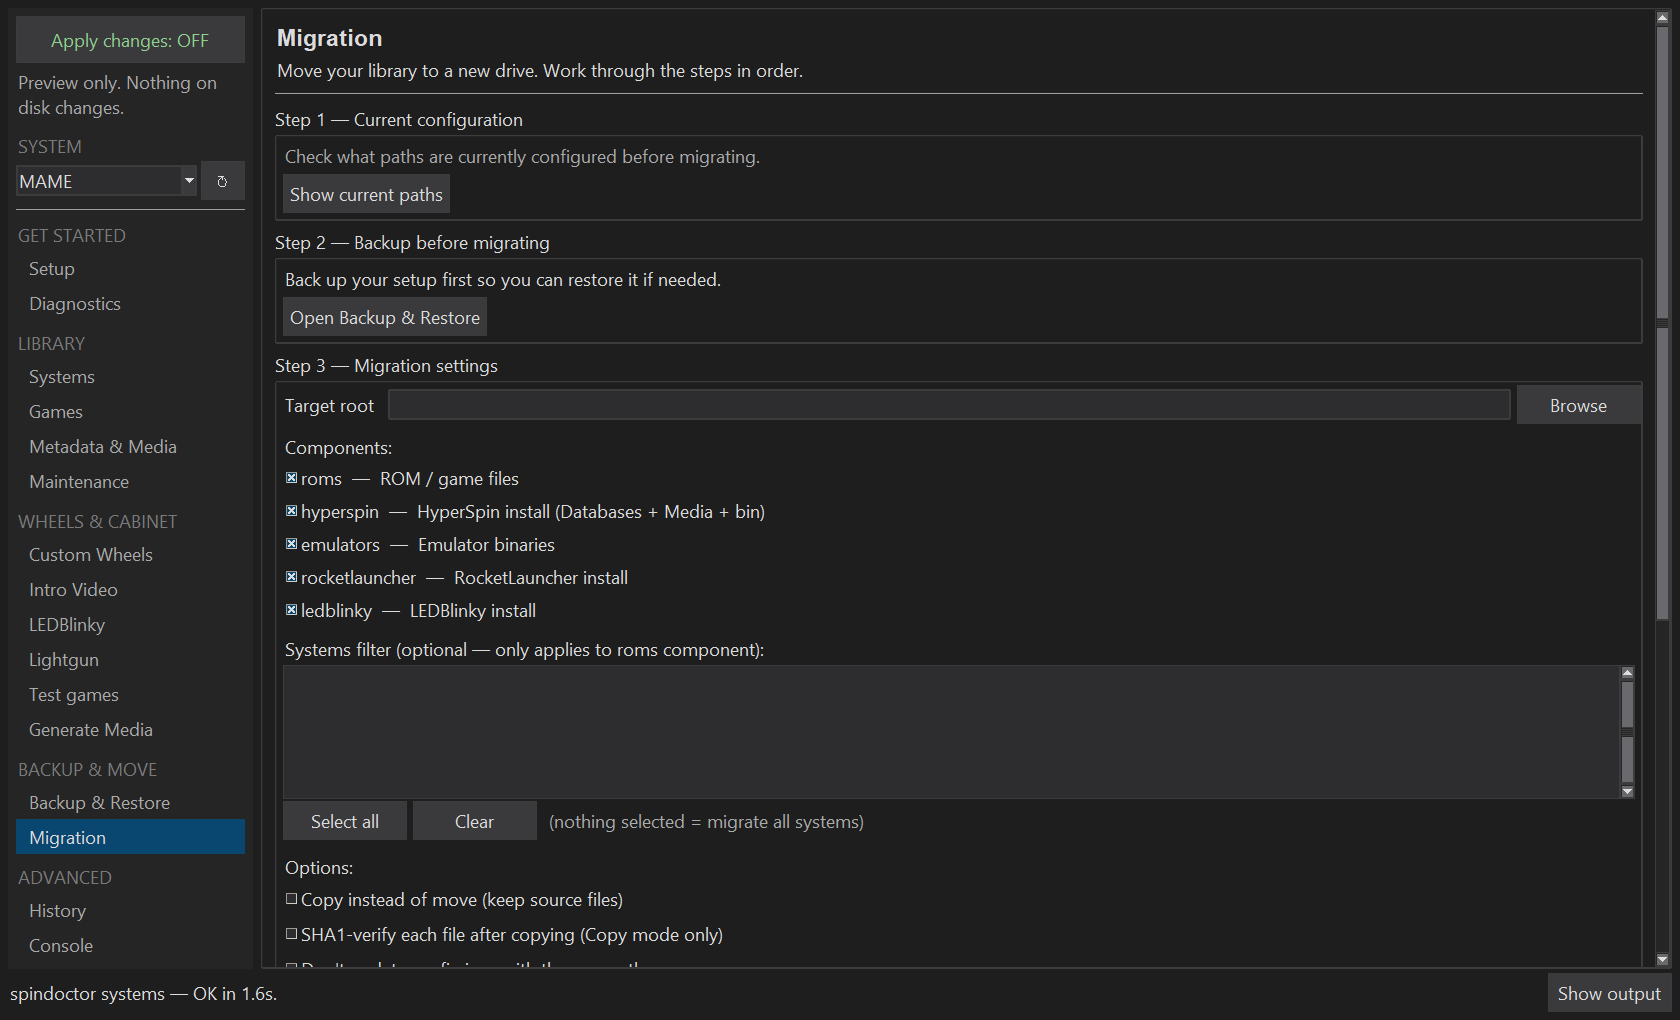 Apply changes: OFF
Preview only. Nothing on
disk changes.
SYSTEM
MAME
GET STARTED
Setup
Diagnostics
LIBRARY
Systems
Games
Metadata & Media
Maintenance
WHEELS & CABINET
Custom Wheels
Intro Video
LEDBlinky
Lightgun
Test games
Generate Media
BACKUP & MOVE
Backup & Restore
Migration
ADVANCED
History
Console
Migration
Move your library to a new drive. Work through the steps in order.
Step 1 — Current configuration
Check what paths are currently configured before migrating.
Show current paths
Step 2 — Backup before migrating
Back up your setup first so you can restore it if needed.
Open Backup & Restore
Step 3 — Migration settings
Target root
Browse
Components:
roms — ROM / game files
hyperspin — HyperSpin install (Databases + Media + bin)
emulators — Emulator binaries
rocketlauncher — RocketLauncher install
ledblinky — LEDBlinky install
Systems filter (optional — only applies to roms component):
Select all
Clear
(nothing selected = migrate all systems)
Options:
Copy instead of move (keep source files)
SHA1-verify each file after copying (Copy mode only)
spindoctor systems — OK in 1.6s.
Show output